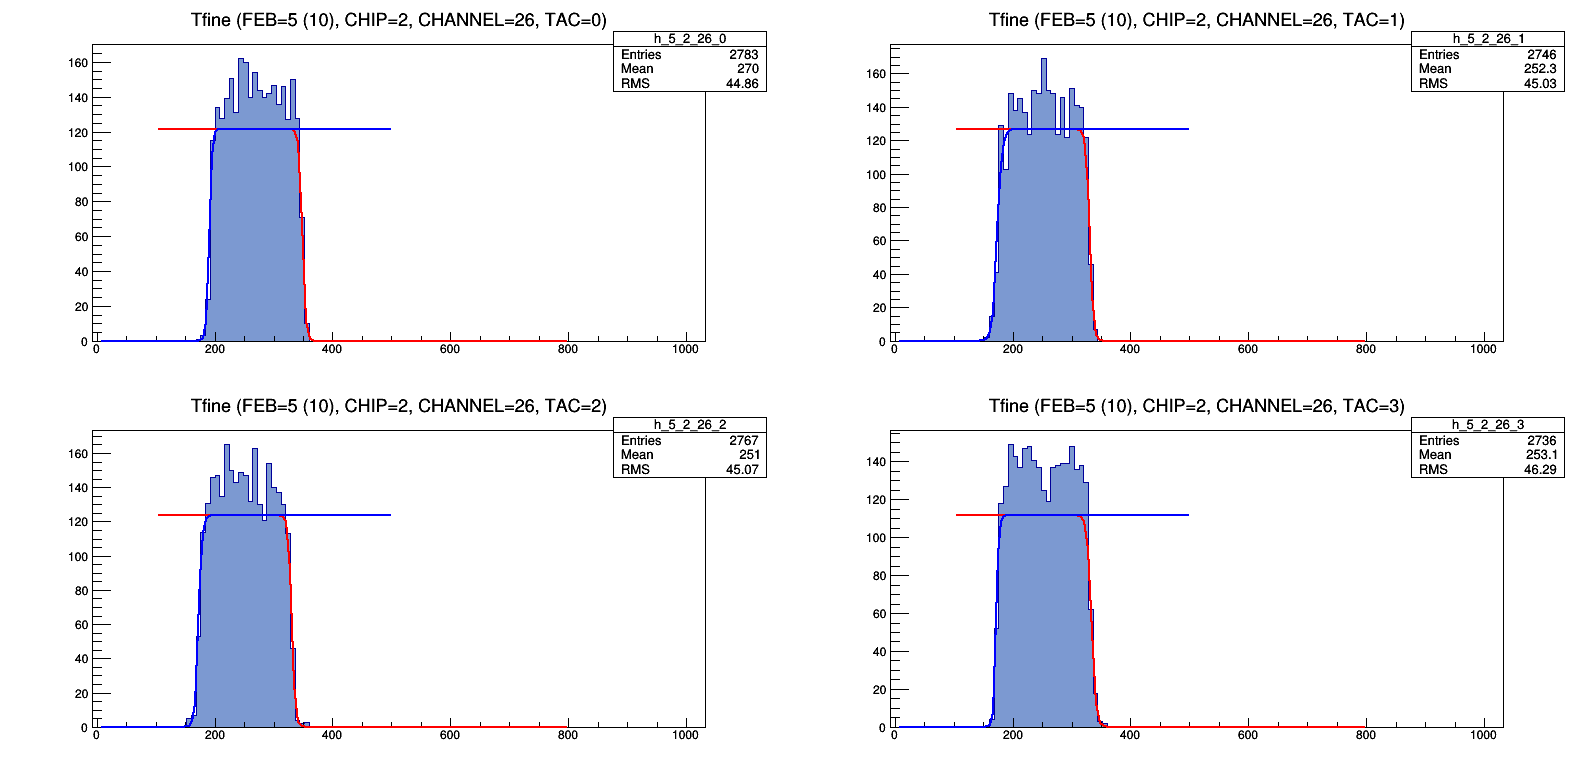 Tfine (FEB=5 (10), CHIP=2, CHANNEL=26, TAC=0)
h_5_2_26_0
Entries 2783
Mean 270
RMS 44.86
160
140
120
100
80
60
40
20
0
0 200 400 600 800 1000
Tfine (FEB=5 (10), CHIP=2, CHANNEL=26, TAC=1)
h_5_2_26_1
Entries 2746
Mean 252.3
RMS 45.03
160
140
120
100
80
60
40
20
0
0 200 400 600 800 1000
Tfine (FEB=5 (10), CHIP=2, CHANNEL=26, TAC=2)
h_5_2_26_2
Entries 2767
Mean 251
RMS 45.07
160
140
120
100
80
60
40
20
0
0 200 400 600 800 1000
Tfine (FEB=5 (10), CHIP=2, CHANNEL=26, TAC=3)
h_5_2_26_3
Entries 2736
Mean 253.1
RMS 46.29
140
120
100
80
60
40
20
0
0 200 400 600 800 1000